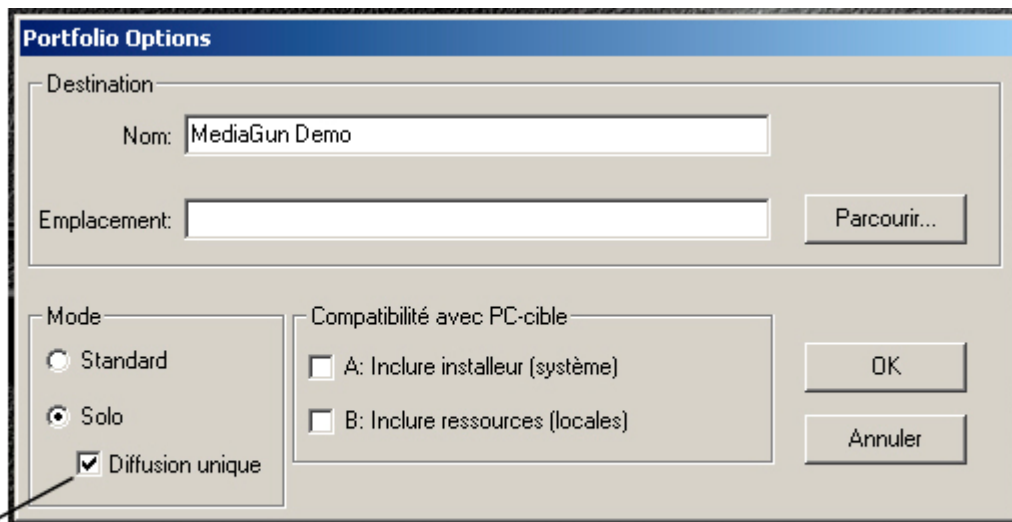 Portfolio Options
Destination
Nom: MediaGun Demo
Emplacement:
Parcourir...
Mode
Standard
Solo
Diffusion unique
Compatibilité avec PC-cible
A: Inclure installeur (système)
B: Inclure ressources (locales)
OK
Annuler